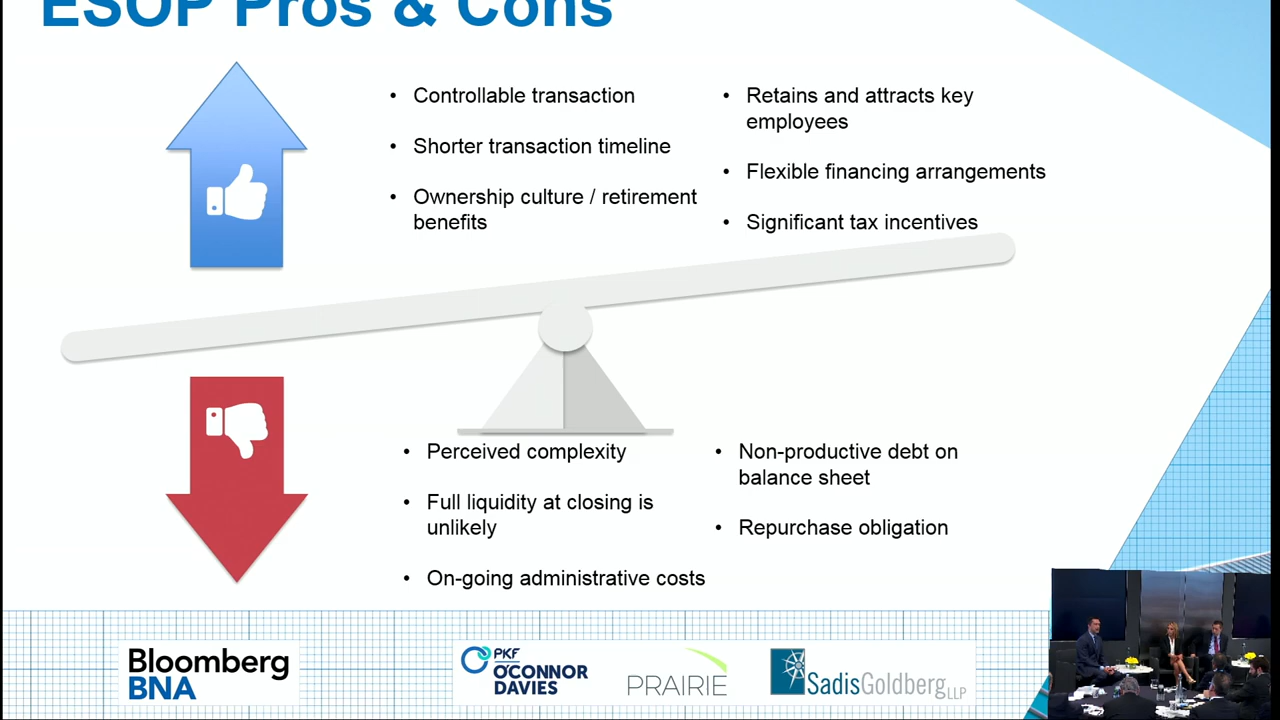 ESOP Pros & Cons
• Controllable transaction
• Shorter transaction timeline
• Ownership culture / retirement
benefits
• Retains and attracts key
employees
• Flexible financing arrangements
• Significant tax incentives
• Perceived complexity
• Full liquidity at closing is
unlikely
• On-going administrative costs
• Non-productive debt on
balance sheet
• Repurchase obligation
Bloomberg
BNA
PKF
O'CONNOR
DAVIES
PRAIRIE
SadisGoldberg LLP